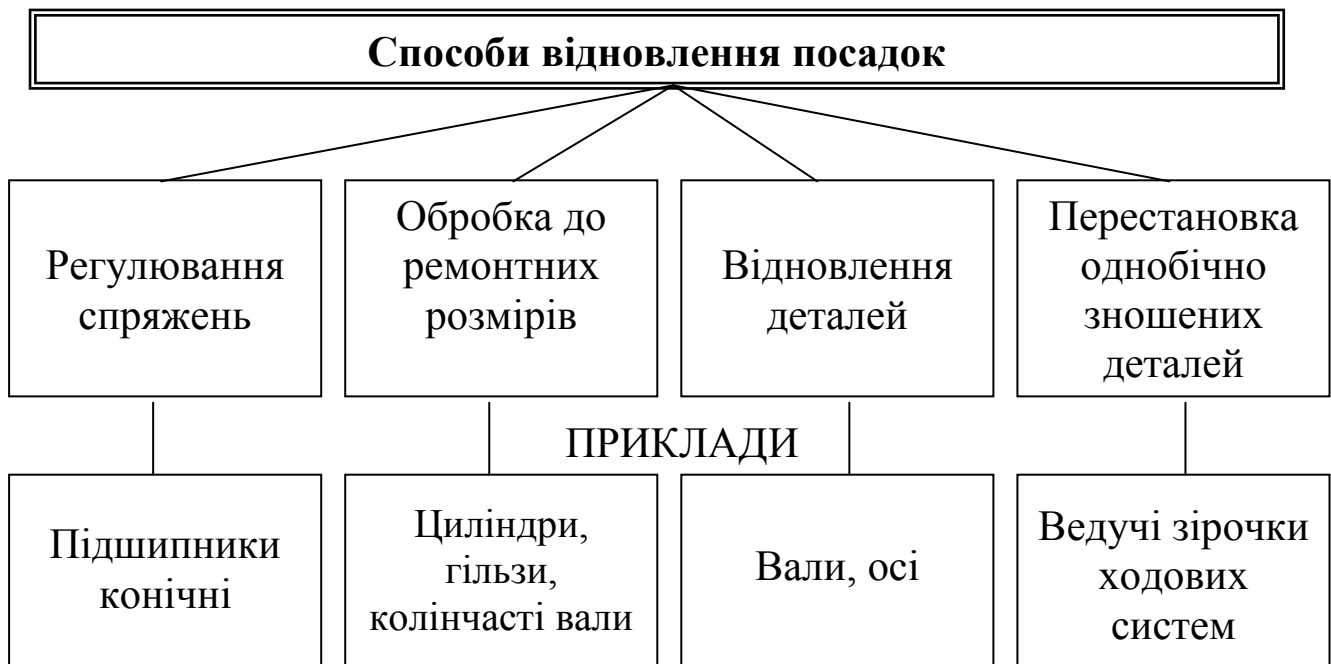 Способи відновлення посадок
Регулювання
спряжень
Обробка до
ремонтних
розмірів
Відновлення
деталей
Перестановка
однобічно
зношених
деталей
ПРИКЛАДИ
Підшипники
конічні
Циліндри,
гільзи,
колінчасті вали
Вали, осі
Ведучі зірочки
ходових
систем